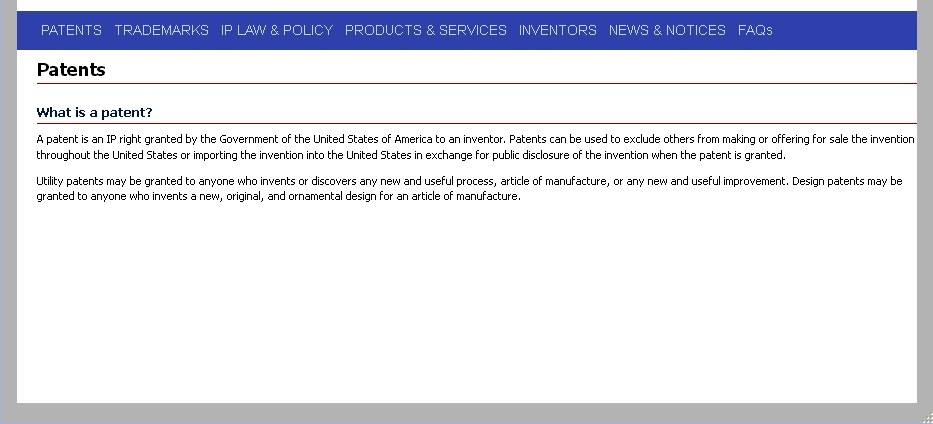 PATENTS TRADEMARKS IP LAW & POLICY PRODUCTS & SERVICES INVENTORS NEWS & NOTICES FAQs
Patents
What is a patent?
A patent is an IP right granted by the Government of the United States of America to an inventor. Patents can be used to exclude others from making or offering for sale the invention
throughout the United States or importing the invention into the United States in exchange for public disclosure of the invention when the patent is granted.
Utility patents may be granted to anyone who invents or discovers any new and useful process, article of manufacture, or any new and useful improvement. Design patents may be
granted to anyone who invents a new, original, and ornamental design for an article of manufacture.